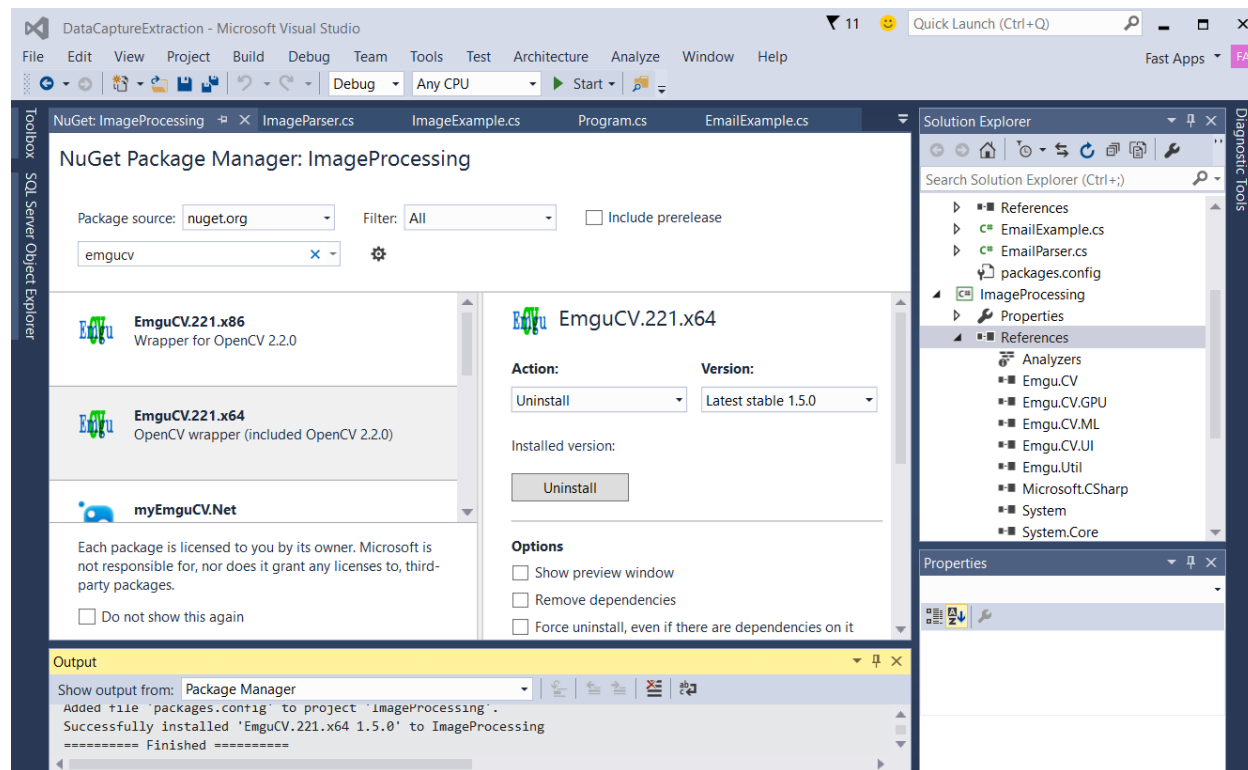 DataCaptureExtraction - Microsoft Visual Studio
11
Quick Launch (Ctrl+Q)
File Edit View Project Build Debug Team Tools Test Architecture Analyze Window Help
Fast Apps
FA
Debug Any CPU Start
Toolbox
SQL Server Object Explorer
NuGet: ImageProcessing ImageParser.cs ImageExample.cs Program.cs EmailExample.cs
NuGet Package Manager: ImageProcessing
Package source: nuget.org Filter: All Include prerelease
emgucv
Emgu EmguCV.221.x86
Wrapper for OpenCV 2.2.0
Emgu EmguCV.221.x64
OpenCV wrapper (included OpenCV 2.2.0)
myEmguCV.Net
Each package is licensed to you by its owner. Microsoft is
not responsible for, nor does it grant any licenses to, third-
party packages.
Do not show this again
Emgu EmguCV.221.x64
Action: Version:
Uninstall Latest stable 1.5.0
Installed version:
Uninstall
Options
Show preview window
Remove dependencies
Force uninstall, even if there are dependencies on it
Output
Show output from: Package Manager
Added file 'packages.config' to project 'ImageProcessing'.
Successfully installed 'EmguCV.221.x64 1.5.0' to ImageProcessing
========== Finished ==========
Solution Explorer
Search Solution Explorer (Ctrl+;)
References
C# EmailExample.cs
C# EmailParser.cs
packages.config
C# ImageProcessing
Properties
References
Analyzers
Emgu.CV
Emgu.CV.GPU
Emgu.CV.ML
Emgu.CV.UI
Emgu.Util
Microsoft.CSharp
System
System.Core
Properties
Diagnostic Tools